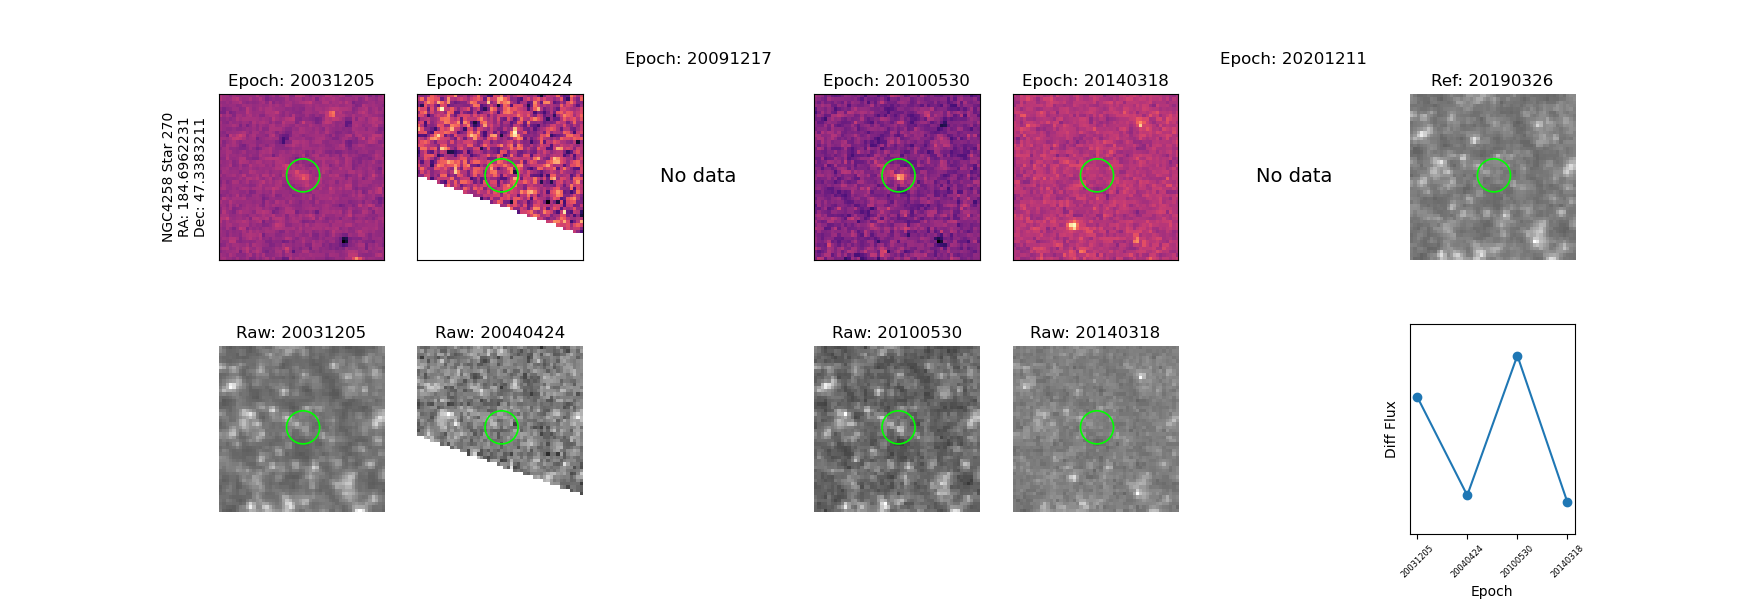 Epoch: 20091217
Epoch: 20201211
Epoch: 20031205
Epoch: 20040424
Epoch: 20100530
Epoch: 20140318
Ref: 20190326
NGC4258 Star 270
RA: 184.6962231
Dec: 47.3383211
No data
No data
Raw: 20031205
Raw: 20040424
Raw: 20100530
Raw: 20140318
Diff Flux
20031205
20040424
20100530
20140318
Epoch